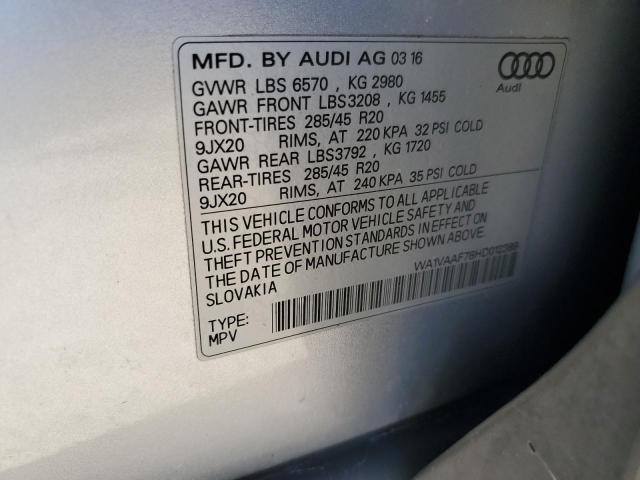 MFD. BY AUDI AG 03 16
Audi
GVWR LBS 6570 , KG 2980
GAWR FRONT LBS3208 , KG 1455
FRONT-TIRES 285/45 R20
9JX20 RIMS, AT 220 KPA 32 PSI COLD
GAWR REAR LBS3792 , KG 1720
REAR-TIRES 285/45 R20
9JX20 RIMS, AT 240 KPA 35 PSI COLD
THIS VEHICLE CONFORMS TO ALL APPLICABLE
U.S. FEDERAL MOTOR VEHICLE SAFETY AND
THEFT PREVENTION STANDARDS IN EFFECT ON
THE DATE OF MANUFACTURE SHOWN ABOVE.
SLOVAKIA
TYPE:
MPV